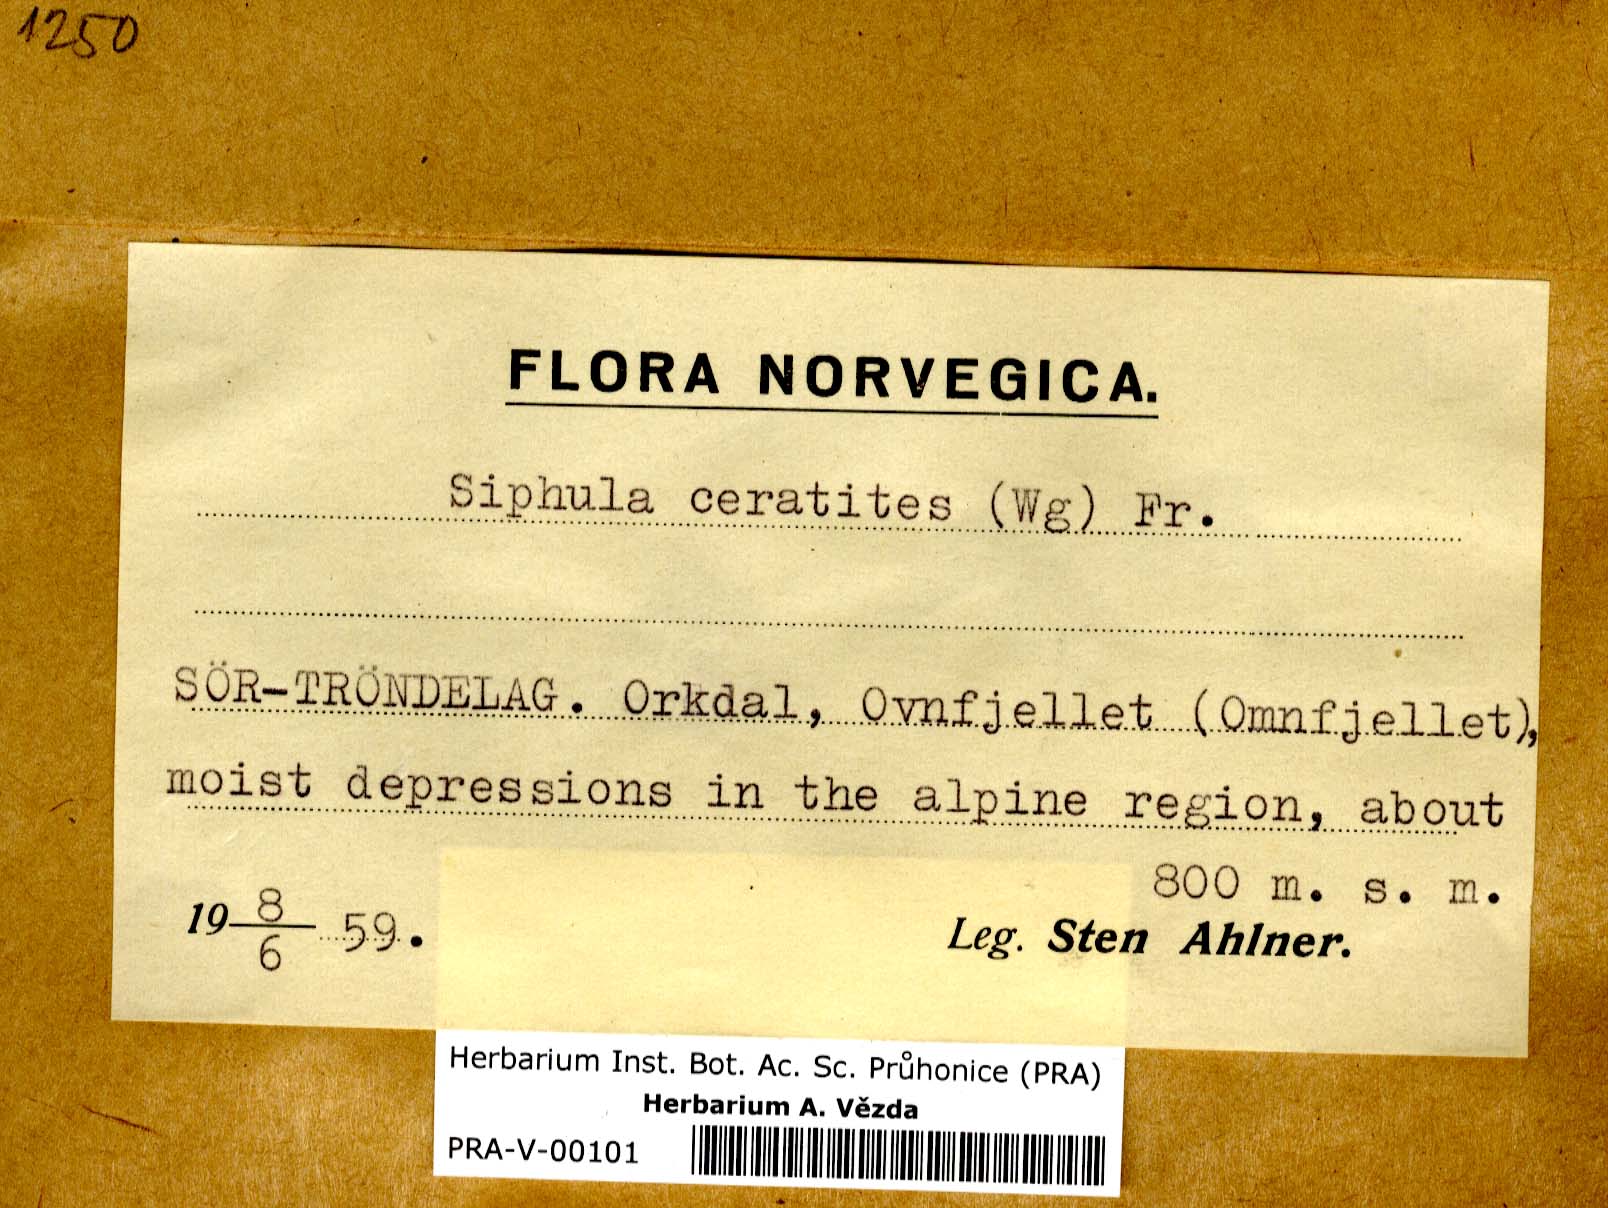 1250
FLORA NORVEGICA.
Siphula ceratites (Wg) Fr.
SÖR-TRÖNDELAG. Orkdal, Ovnfjellet (Omnfjellet),
moist depressions in the alpine region, about
800 m. s. m.
19 8/6 59.
Leg. Sten Ahlner.
Herbarium Inst. Bot. Ac. Sc. Průhonice (PRA)
Herbarium A. Vězda
PRA-V-00101